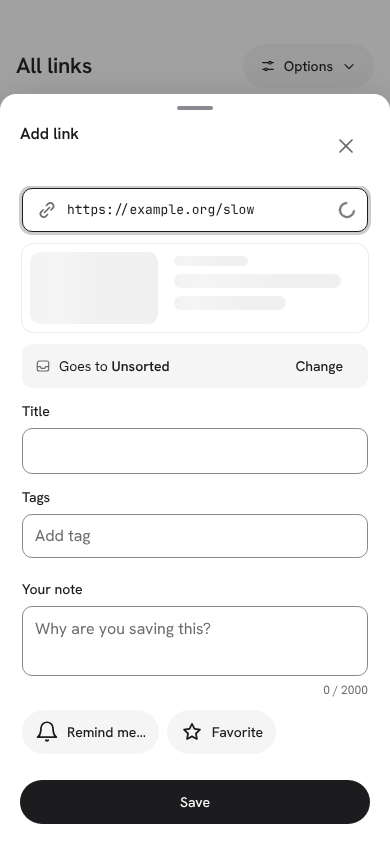 All links
Options
Add link
https://example.org/slow
Goes to Unsorted
Change
Title
Tags
Add tag
Your note
Why are you saving this?
0 / 2000
Remind me...
Favorite
Save